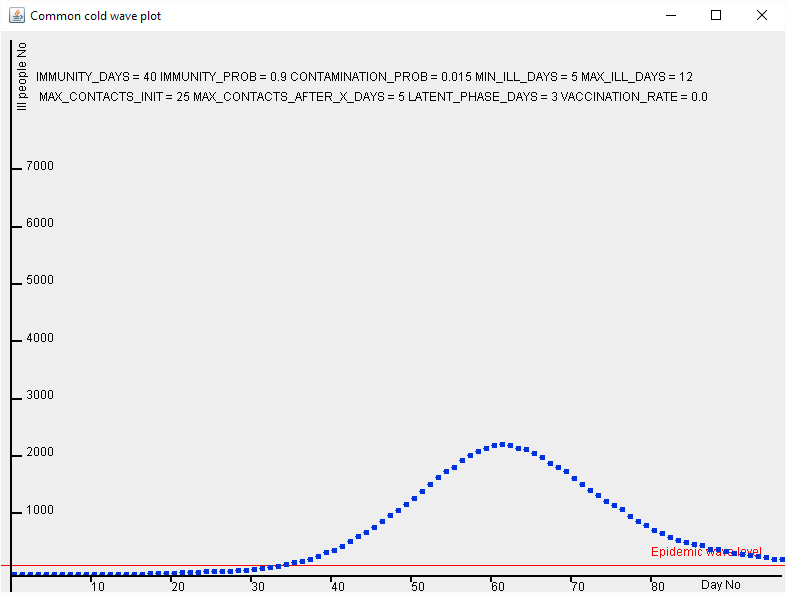 Common cold wave plot
Ill people No
IMMUNITY_DAYS = 40 IMMUNITY_PROB = 0.9 CONTAMINATION_PROB = 0.015 MIN_ILL_DAYS = 5 MAX_ILL_DAYS = 12
MAX_CONTACTS_INIT = 25 MAX_CONTACTS_AFTER_X_DAYS = 5 LATENT_PHASE_DAYS = 3 VACCINATION_RATE = 0.0
7000
6000
5000
4000
3000
2000
1000
Epidemic wave level
10 20 30 40 50 60 70 80 Day No